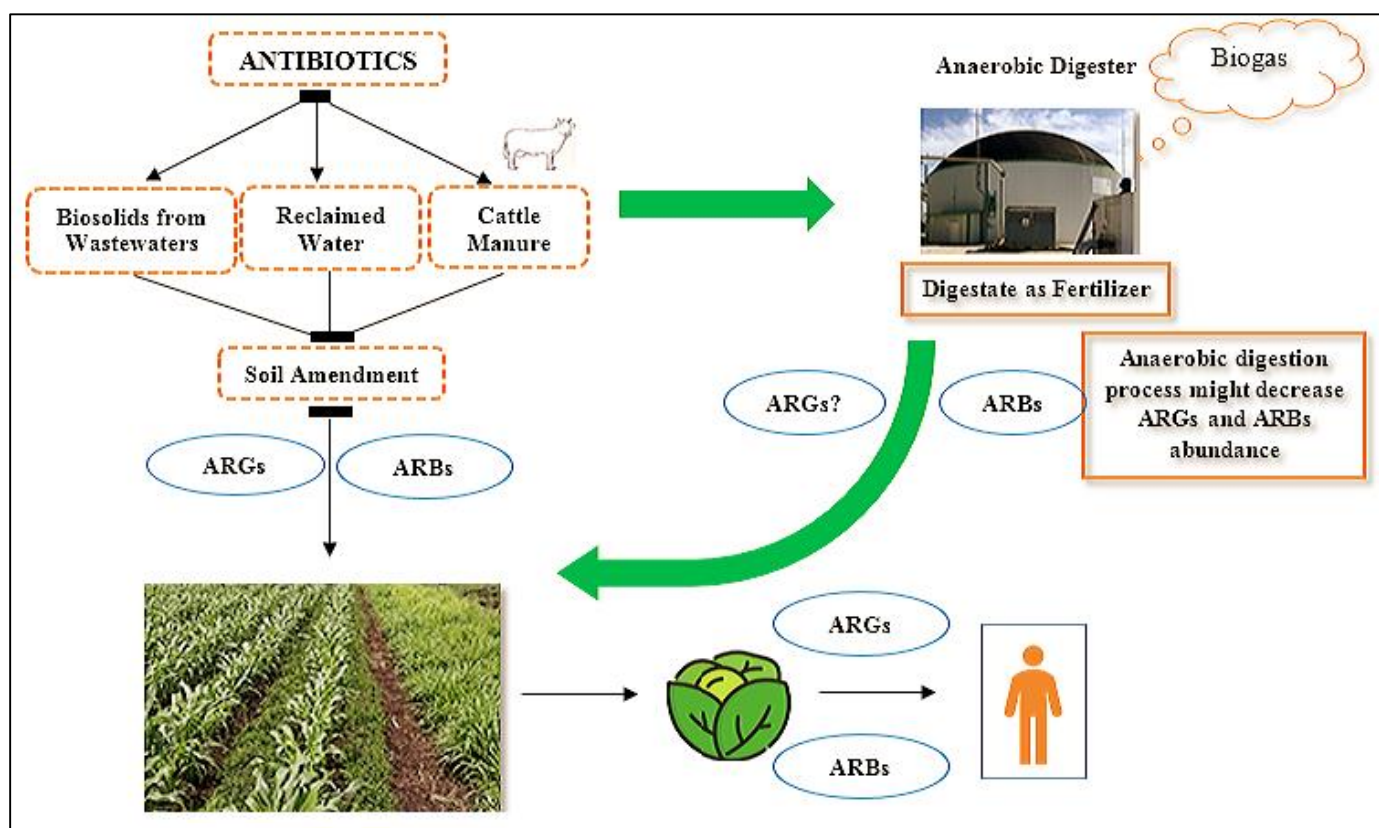 ANTIBIOTICS
Biosolids from
Wastewaters
Reclaimed
Water
Cattle
Manure
Soil Amendment
ARGs
ARBs
Anaerobic Digester
Biogas
Digestate as Fertilizer
ARGs?
ARBs
Anaerobic digestion
process might decrease
ARGs and ARBs
abundance
ARGs
ARBs